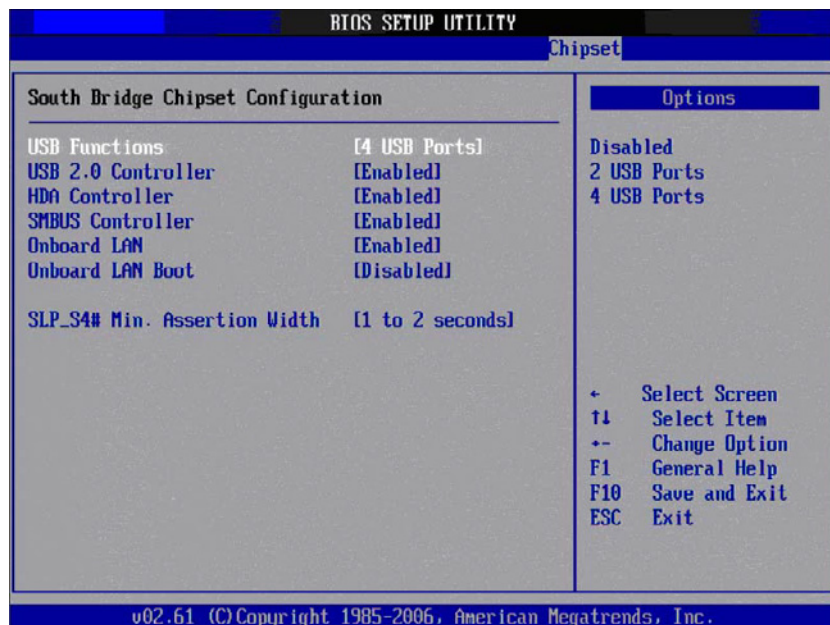 BIOS SETUP UTILITY
Chipset
South Bridge Chipset Configuration
USB Functions [4 USB Ports]
USB 2.0 Controller [Enabled]
HDA Controller [Enabled]
SMBUS Controller [Enabled]
Onboard LAN [Enabled]
Onboard LAN Boot [Disabled]
SLP_S4# Min. Assertion Width [1 to 2 seconds]
Options
Disabled
2 USB Ports
4 USB Ports
← Select Screen
↑↓ Select Item
+- Change Option
F1 General Help
F10 Save and Exit
ESC Exit
v02.61 (C)Copyright 1985-2006, American Megatrends, Inc.